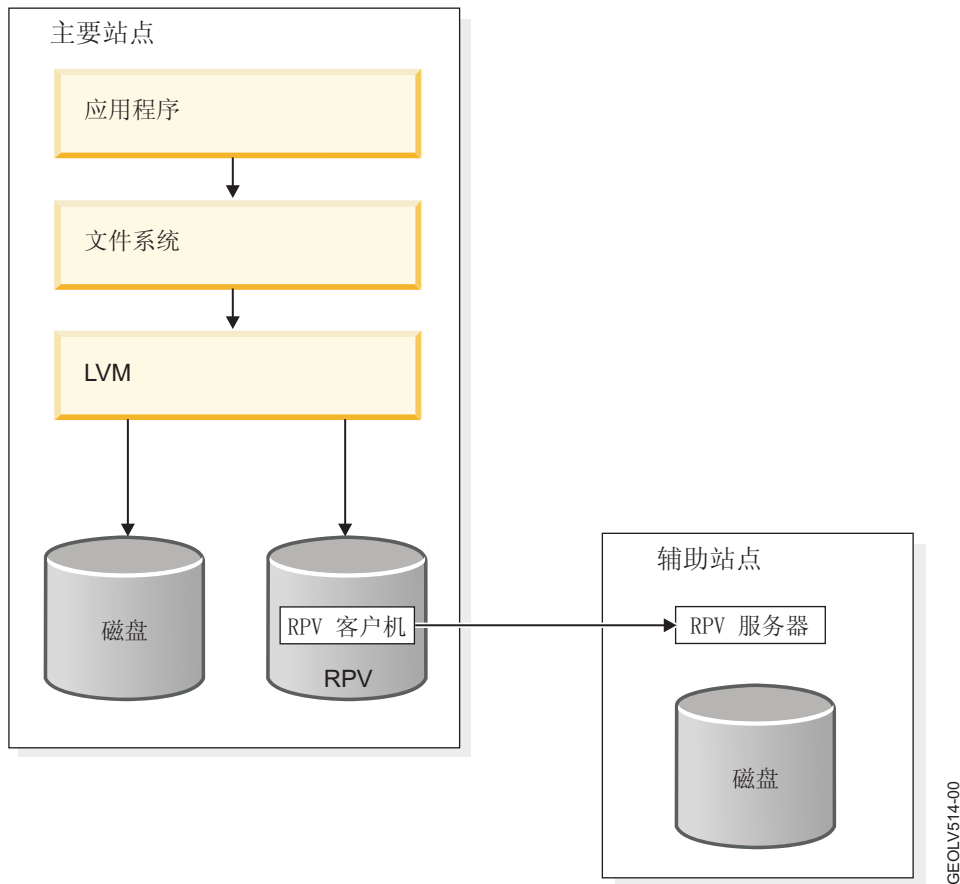 主要站点
应用程序
文件系统
LVM
磁盘
RPV 客户机
RPV
辅助站点
RPV 服务器
磁盘
GEOLV514-00